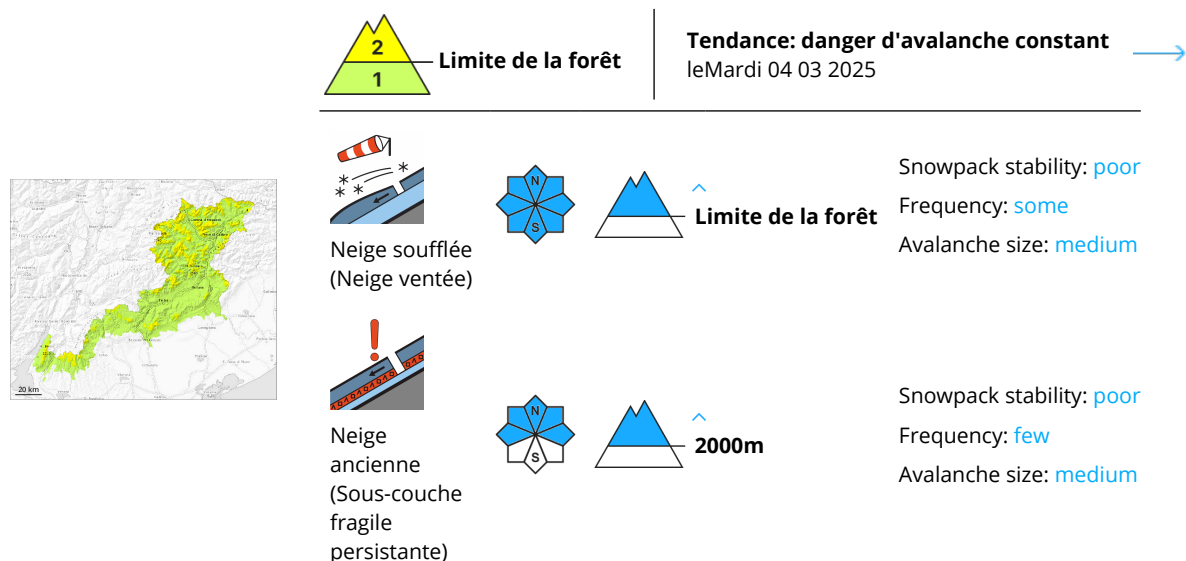 2
1
Limite de la forêt
Tendance: danger d'avalanche constant
leMardi 04 03 2025
N
S
Limite de la forêt
Snowpack stability: poor
Frequency: some
Avalanche size: medium
Neige soufflée
(Neige ventée)
20 km
N
S
2000m
Snowpack stability: poor
Frequency: few
Avalanche size: medium
Neige
ancienne
(Sous-couche
fragile
persistante)